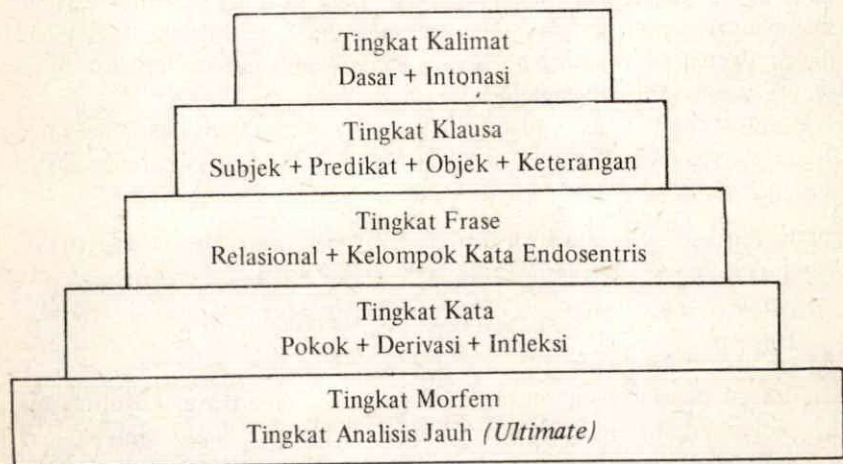 Tingkat Kalimat
Dasar + Intonasi
Tingkat Klausa
Subjek + Predikat + Objek + Keterangan
Tingkat Frase
Relasional + Kelompok Kata Endosentris
Tingkat Kata
Pokok + Derivasi + Infleksi
Tingkat Morfem
Tingkat Analisis Jauh (Ultimate)